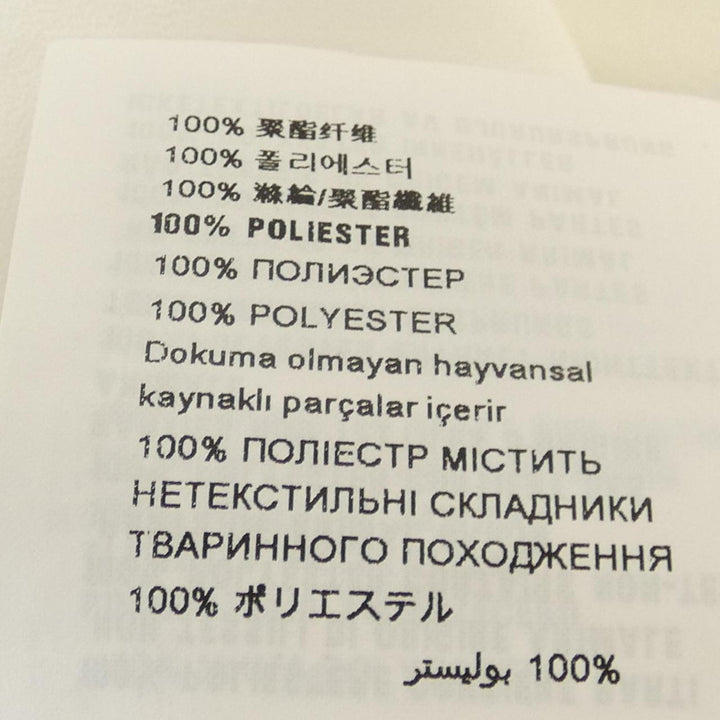 100% 聚酯纤维
100% 폴리에스터
100% 滌綸/聚酯纖維
100% POLIESTER
100% ПОЛИЭСТЕР
100% POLYESTER
Dokuma olmayan hayvansal
kaynaklı parçalar içerir
100% ПОЛІЕСТР МІСТИТЬ
НЕТЕКСТИЛЬНІ СКЛАДНИКИ
ТВАРИННОГО ПОХОДЖЕННЯ
100% ポリエステル
100% بوليستر